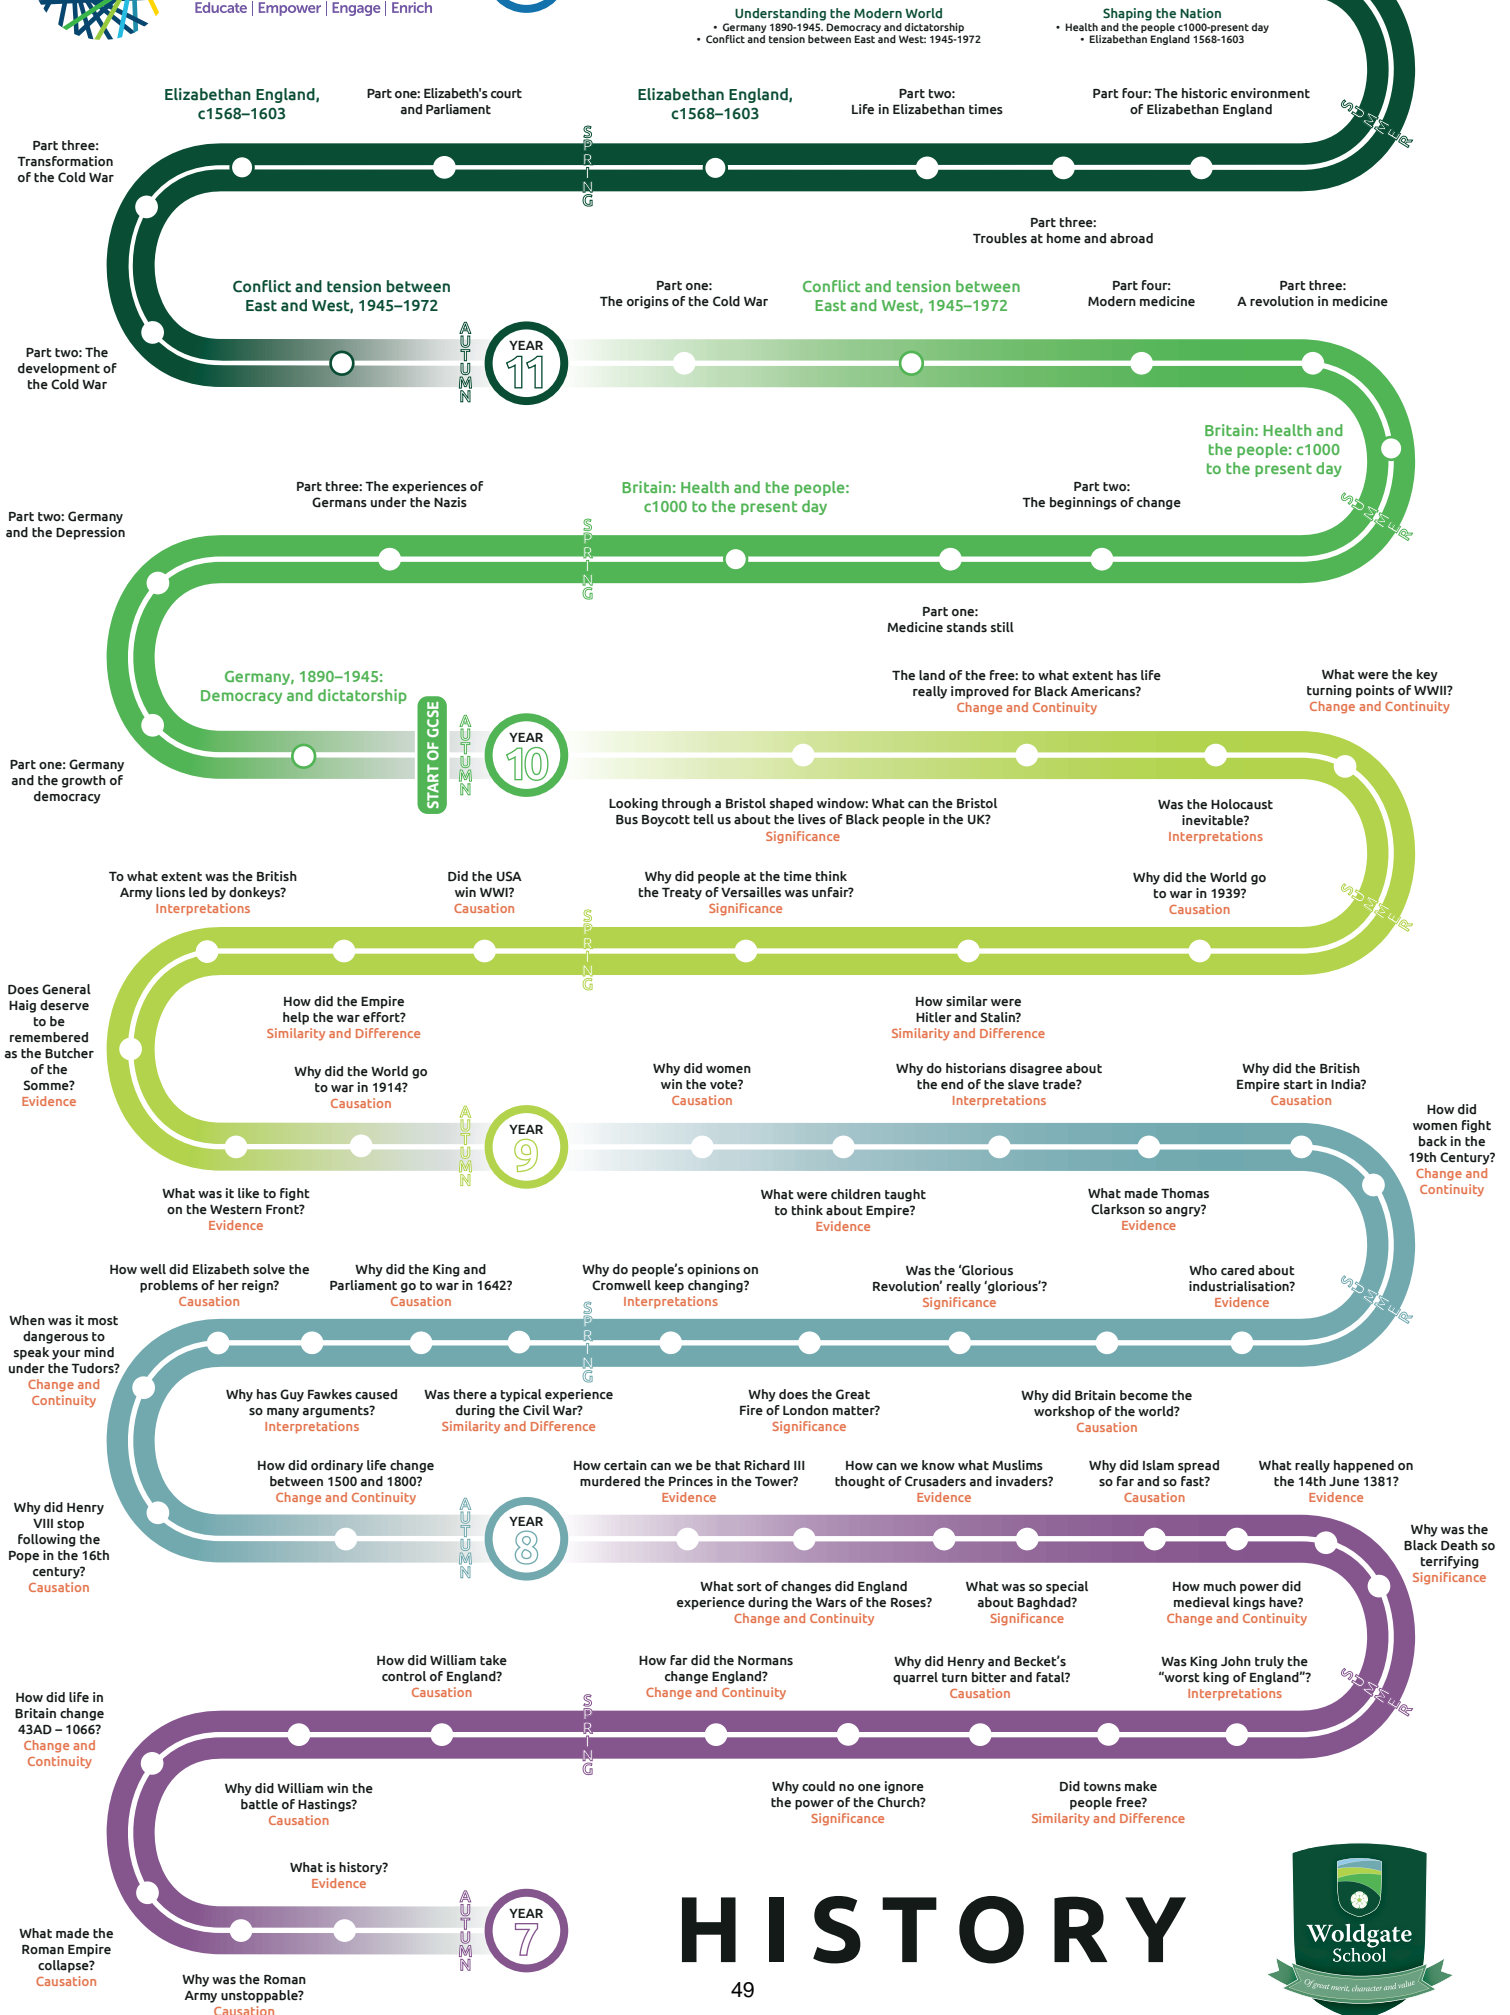 Educate | Empower | Engage | Enrich
Understanding the Modern World
• Germany 1890-1945. Democracy and dictatorship
• Conflict and tension between East and West: 1945-1972
Shaping the Nation
• Health and the people c1000-present day
• Elizabethan England 1568-1603
Elizabethan England,
c1568–1603
Part one: Elizabeth's court
and Parliament
Elizabethan England,
c1568–1603
Part two:
Life in Elizabethan times
Part four: The historic environment
of Elizabethan England
SUMMER
SPRING
Part three:
Transformation
of the Cold War
Part three:
Troubles at home and abroad
Conflict and tension between
East and West, 1945–1972
Part one:
The origins of the Cold War
Conflict and tension between
East and West, 1945–1972
Part four:
Modern medicine
Part three:
A revolution in medicine
Part two: The
development of
the Cold War
AUTUMN
YEAR
11
Britain: Health and
the people: c1000
to the present day
Part two: Germany
and the Depression
Part three: The experiences of
Germans under the Nazis
Britain: Health and the people:
c1000 to the present day
Part two:
The beginnings of change
SUMMER
SPRING
Part one:
Medicine stands still
Germany, 1890–1945:
Democracy and dictatorship
The land of the free: to what extent has life
really improved for Black Americans?
Change and Continuity
What were the key
turning points of WWII?
Change and Continuity
Part one: Germany
and the growth of
democracy
START OF GCSE
AUTUMN
YEAR
10
Looking through a Bristol shaped window: What can the Bristol
Bus Boycott tell us about the lives of Black people in the UK?
Significance
Was the Holocaust
inevitable?
Interpretations
To what extent was the British
Army lions led by donkeys?
Interpretations
Did the USA
win WWI?
Causation
Why did people at the time think
the Treaty of Versailles was unfair?
Significance
Why did the World go
to war in 1939?
Causation
SUMMER
SPRING
Does General
Haig deserve
to be
remembered
as the Butcher
of the
Somme?
Evidence
How did the Empire
help the war effort?
Similarity and Difference
How similar were
Hitler and Stalin?
Similarity and Difference
Why did the World go
to war in 1914?
Causation
Why did women
win the vote?
Causation
Why do historians disagree about
the end of the slave trade?
Interpretations
Why did the British
Empire start in India?
Causation
How did
women fight
back in the
19th Century?
Change and
Continuity
AUTUMN
YEAR
9
What was it like to fight
on the Western Front?
Evidence
What were children taught
to think about Empire?
Evidence
What made Thomas
Clarkson so angry?
Evidence
How well did Elizabeth solve the
problems of her reign?
Causation
Why did the King and
Parliament go to war in 1642?
Causation
Why do people’s opinions on
Cromwell keep changing?
Interpretations
Was the ‘Glorious
Revolution’ really ‘glorious’?
Significance
Who cared about
industrialisation?
Evidence
SUMMER
SPRING
When was it most
dangerous to
speak your mind
under the Tudors?
Change and
Continuity
Why has Guy Fawkes caused
so many arguments?
Interpretations
Was there a typical experience
during the Civil War?
Similarity and Difference
Why does the Great
Fire of London matter?
Significance
Why did Britain become the
workshop of the world?
Causation
How did ordinary life change
between 1500 and 1800?
Change and Continuity
How certain can we be that Richard III
murdered the Princes in the Tower?
Evidence
How can we know what Muslims
thought of Crusaders and invaders?
Evidence
Why did Islam spread
so far and so fast?
Causation
What really happened on
the 14th June 1381?
Evidence
Why did Henry
VIII stop
following the
Pope in the 16th
century?
Causation
AUTUMN
YEAR
8
Why was the
Black Death so
terrifying
Significance
What sort of changes did England
experience during the Wars of the Roses?
Change and Continuity
What was so special
about Baghdad?
Significance
How much power did
medieval kings have?
Change and Continuity
How did William take
control of England?
Causation
How far did the Normans
change England?
Change and Continuity
Why did Henry and Becket’s
quarrel turn bitter and fatal?
Causation
Was King John truly the
“worst king of England”?
Interpretations
SUMMER
SPRING
How did life in
Britain change
43AD – 1066?
Change and
Continuity
Why did William win the
battle of Hastings?
Causation
Why could no one ignore
the power of the Church?
Significance
Did towns make
people free?
Similarity and Difference
What is history?
Evidence
AUTUMN
YEAR
7
What made the
Roman Empire
collapse?
Causation
Why was the Roman
Army unstoppable?
Causation
HISTORY
49
Woldgate
School
Of great merit, character and value